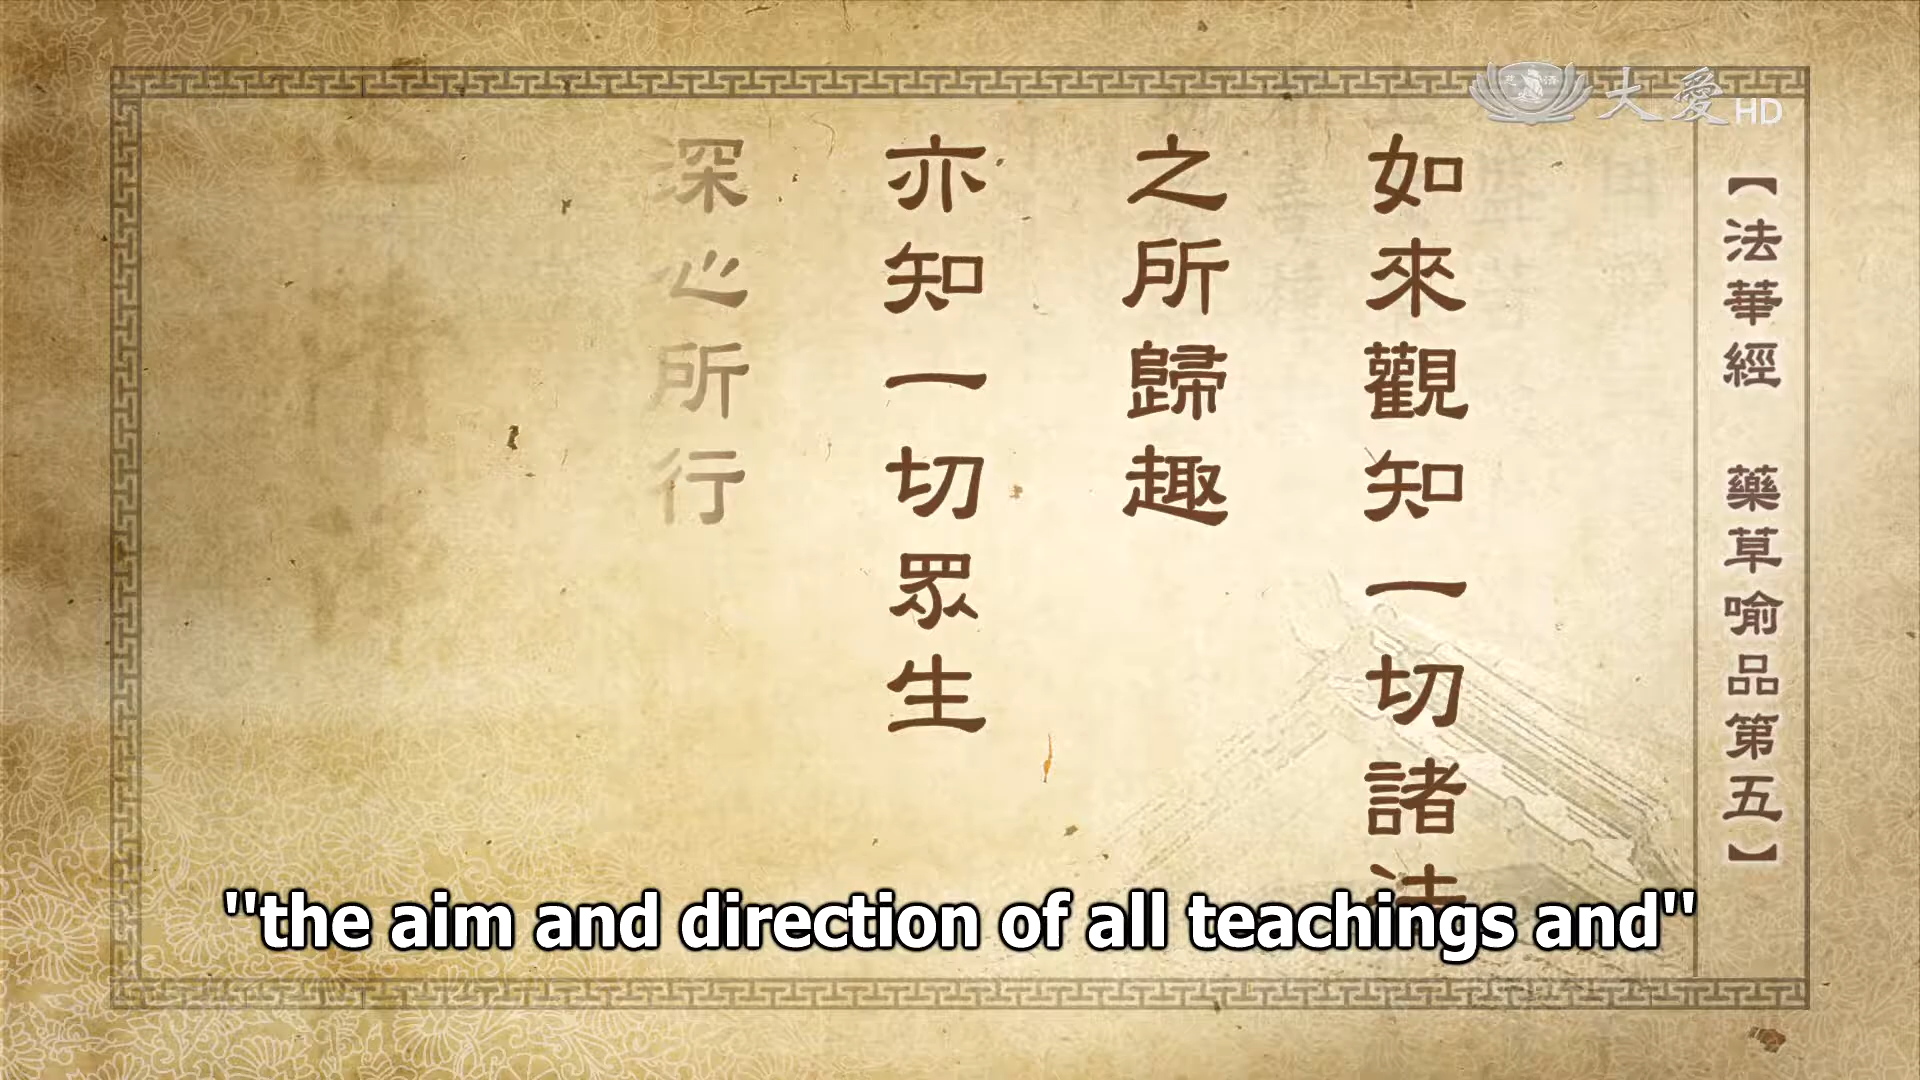 大愛HD
【法華經 藥草喻品第五】
如來觀知一切諸法
之所歸趣
亦知一切眾生
深心所行
"the aim and direction of all teachings and"